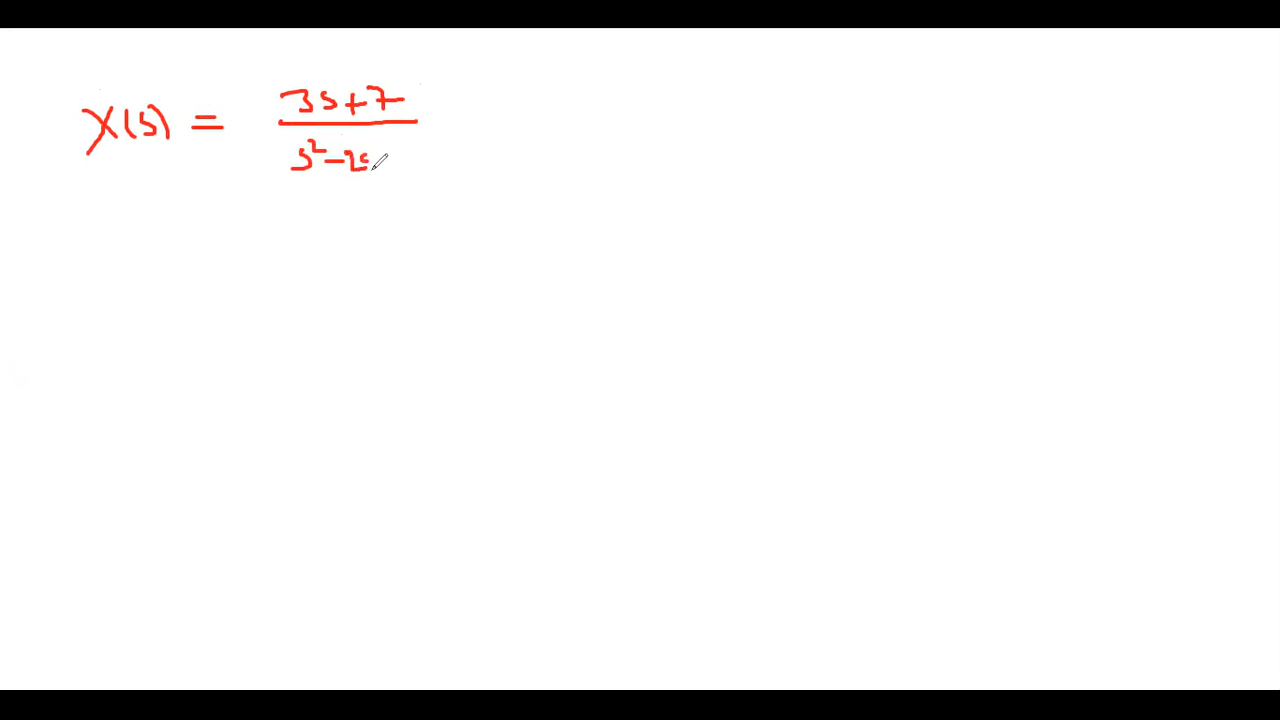 X(s) = (3s+7)/(s²-2s